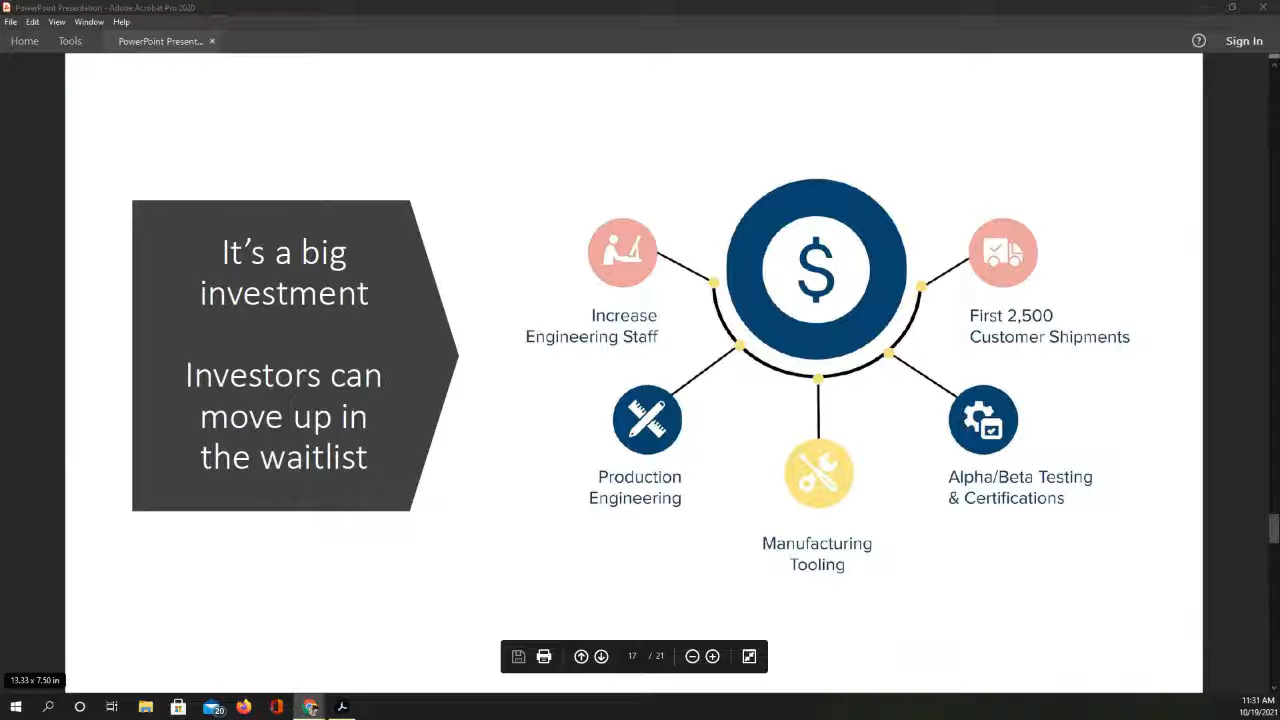 PowerPoint Presentation - Adobe Acrobat Pro 2020
File Edit View Window Help
Home Tools PowerPoint Present... × ? Sign In
It’s a big
investment
Investors can
move up in
the waitlist
$
Increase
Engineering Staff
First 2,500
Customer Shipments
Production
Engineering
Alpha/Beta Testing
& Certifications
Manufacturing
Tooling
17 / 21
13.33 x 7.50 in
20
11:31 AM
10/19/2021